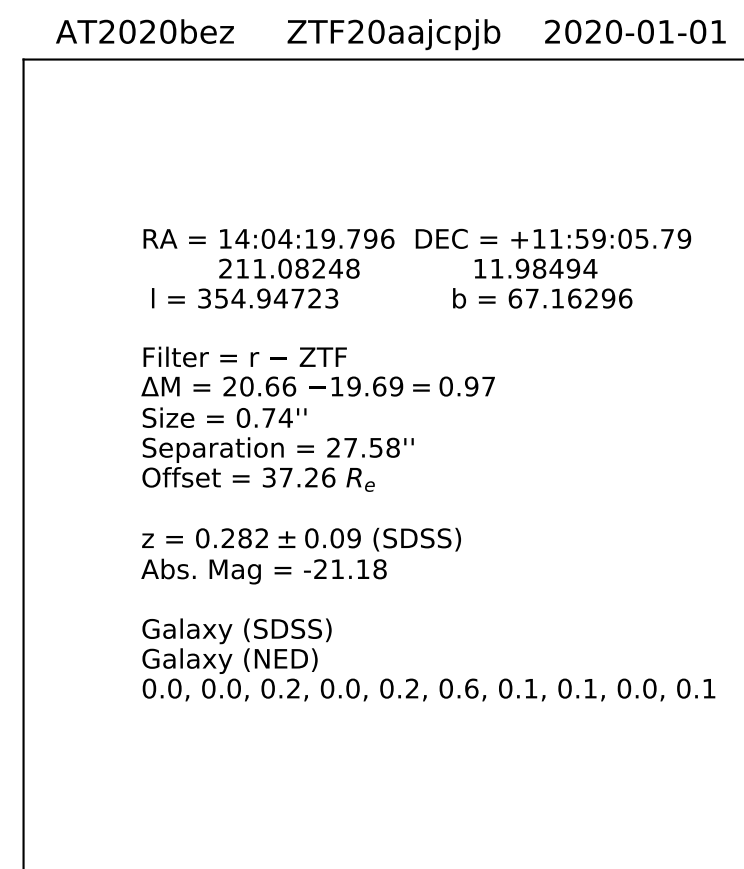 AT2020bez ZTF20aajcpjb 2020-01-01
RA = 14:04:19.796 DEC = +11:59:05.79
211.08248 11.98494
l = 354.94723 b = 67.16296
Filter = r − ZTF
ΔM = 20.66 −19.69 = 0.97
Size = 0.74''
Separation = 27.58''
Offset = 37.26 Rₑ
z = 0.282 ± 0.09 (SDSS)
Abs. Mag = -21.18
Galaxy (SDSS)
Galaxy (NED)
0.0, 0.0, 0.2, 0.0, 0.2, 0.6, 0.1, 0.1, 0.0, 0.1